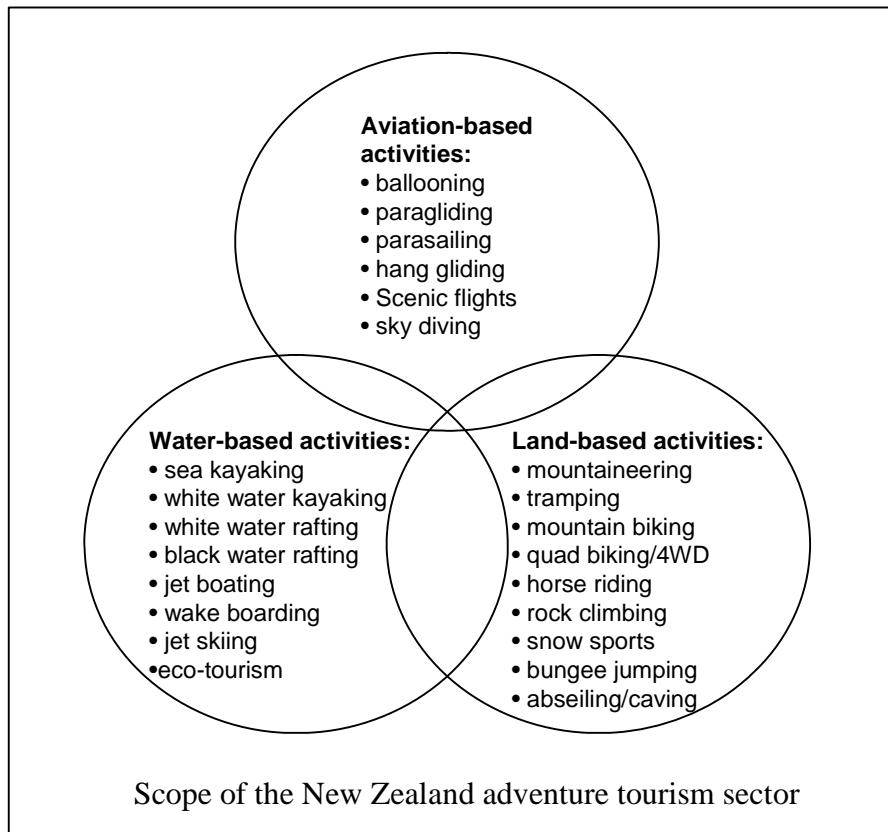 Aviation-based
activities:
• ballooning
• paragliding
• parasailing
• hang gliding
• Scenic flights
• sky diving
Water-based activities:
• sea kayaking
• white water kayaking
• white water rafting
• black water rafting
• jet boating
• wake boarding
• jet skiing
•eco-tourism
Land-based activities:
• mountaineering
• tramping
• mountain biking
• quad biking/4WD
• horse riding
• rock climbing
• snow sports
• bungee jumping
• abseiling/caving
Scope of the New Zealand adventure tourism sector